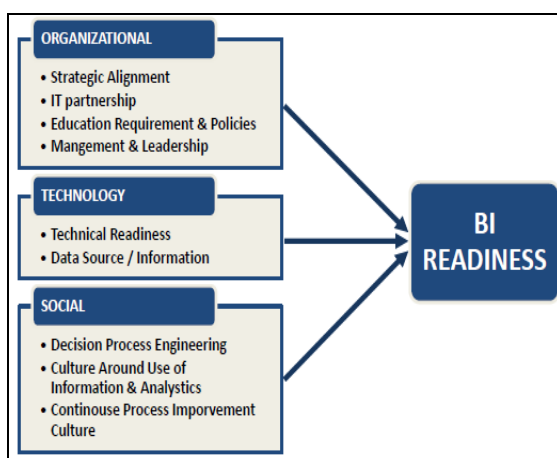 ORGANIZATIONAL
• Strategic Alignment
• IT partnership
• Education Requirement & Policies
• Mangement & Leadership
TECHNOLOGY
• Technical Readiness
• Data Source / Information
SOCIAL
• Decision Process Engineering
• Culture Around Use of
Information & Analystics
• Continouse Process Imporvement
Culture
BI
READINESS